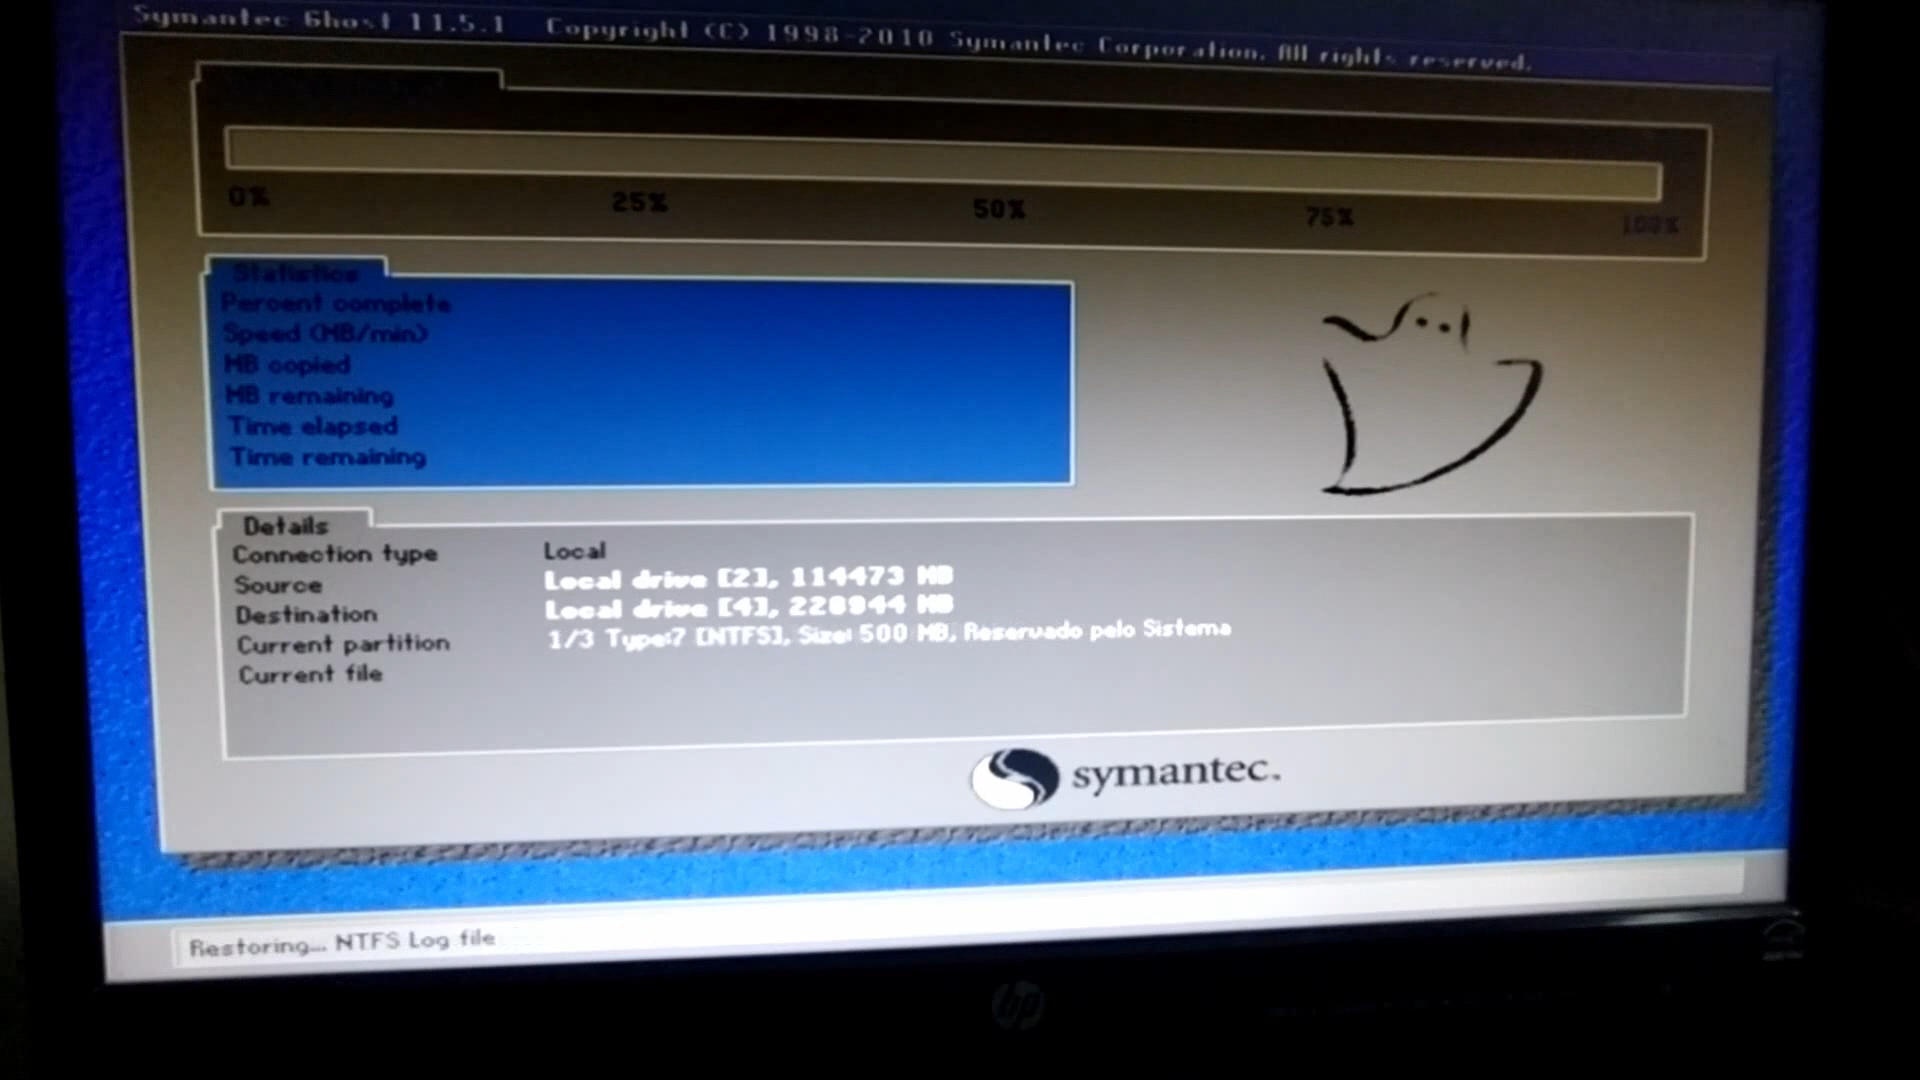 Symantec Ghost 11.5.1 Copyright (C) 1998-2010 Symantec Corporation. All rights reserved.
0% 25% 50% 75% 100%
Statistics
Percent complete
Speed (MB/min)
MB copied
MB remaining
Time elapsed
Time remaining
Details
Connection type Local
Source Local drive [2], 114473 MB
Destination Local drive [4], 228944 MB
Current partition 1/3 Type:7 [NTFS], Size: 500 MB, Reservado pelo Sistema
Current file
symantec.
Restoring... NTFS Log file
hp